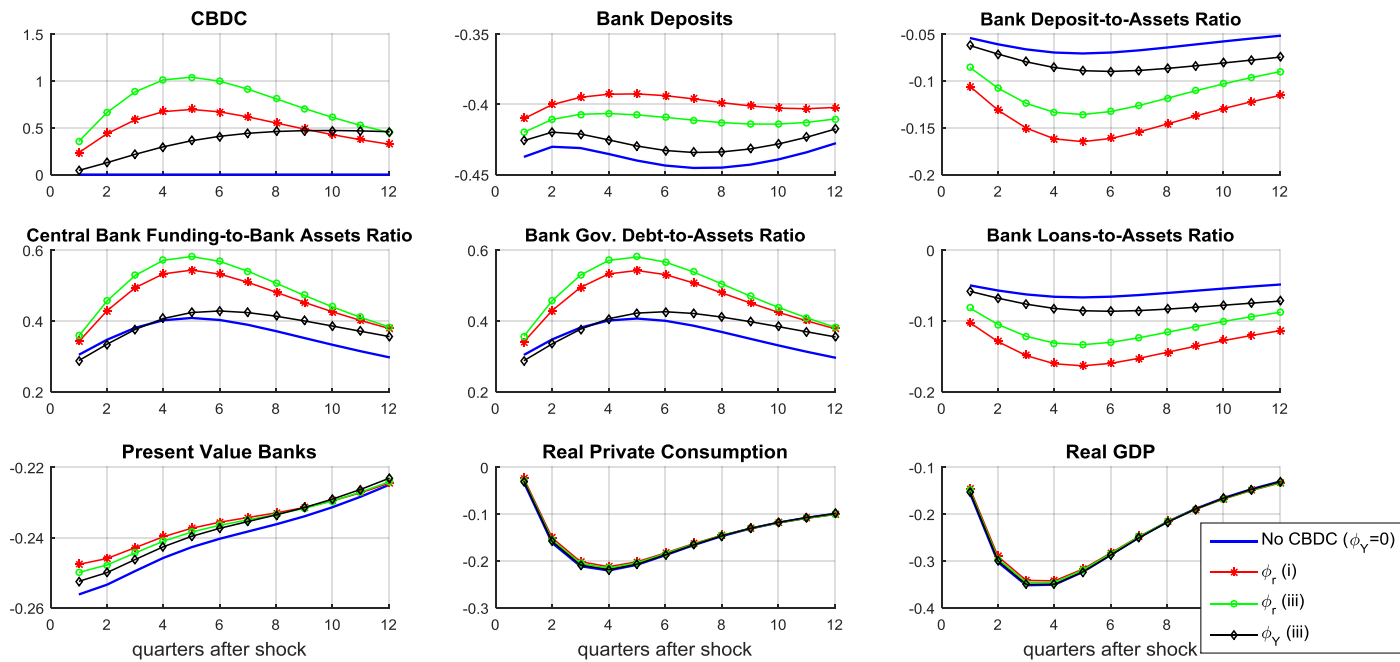 CBDC
1.5
1
0.5
0
0 2 4 6 8 10 12
Bank Deposits
-0.35
-0.4
-0.45
0 2 4 6 8 10 12
Bank Deposit-to-Assets Ratio
-0.05
-0.1
-0.15
-0.2
0 2 4 6 8 10 12
Central Bank Funding-to-Bank Assets Ratio
0.6
0.4
0.2
0 2 4 6 8 10 12
Bank Gov. Debt-to-Assets Ratio
0.6
0.4
0.2
0 2 4 6 8 10 12
Bank Loans-to-Assets Ratio
0
-0.1
-0.2
0 2 4 6 8 10 12
Present Value Banks
-0.22
-0.24
-0.26
0 2 4 6 8 10 12
quarters after shock
Real Private Consumption
0
-0.1
-0.2
-0.3
0 2 4 6 8 10 12
quarters after shock
Real GDP
-0.1
-0.2
-0.3
-0.4
0 2 4 6 8 10
quarters after shock
No CBDC (ϕ_Y=0)
ϕ_r (i)
ϕ_r (iii)
ϕ_Y (iii)